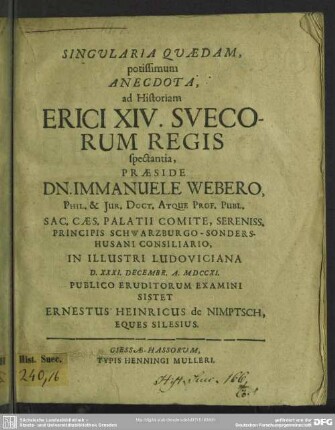 SINGULARIA QUÆDAM,
potissimum
ANECDOTA,
ad Historiam
ERICI XIV. SVECO-
RUM REGIS
spectantia,
PRÆSIDE
DN. IMMANUELE WEBERO,
PHIL. & JUR. DOCT. ATQUE PROF. PUBL.
SAC. CÆS. PALATII COMITE, SERENISS.
PRINCIPIS SCHWARZBURGO-SONDERS-
HUSANI CONSILIARIO,
IN ILLUSTRI LUDOVICIANA
D. XXXI. DECEMBR. A. MDCCXI.
PUBLICO ERUDITORUM EXAMINI
SISTET
ERNESTUS HEINRICUS de NIMPTSCH,
EQUES SILESIUS.
GIESSÆ-HASSORUM,
TYPIS HENNINGI MULLERI.
Hist. Suec.
240,16